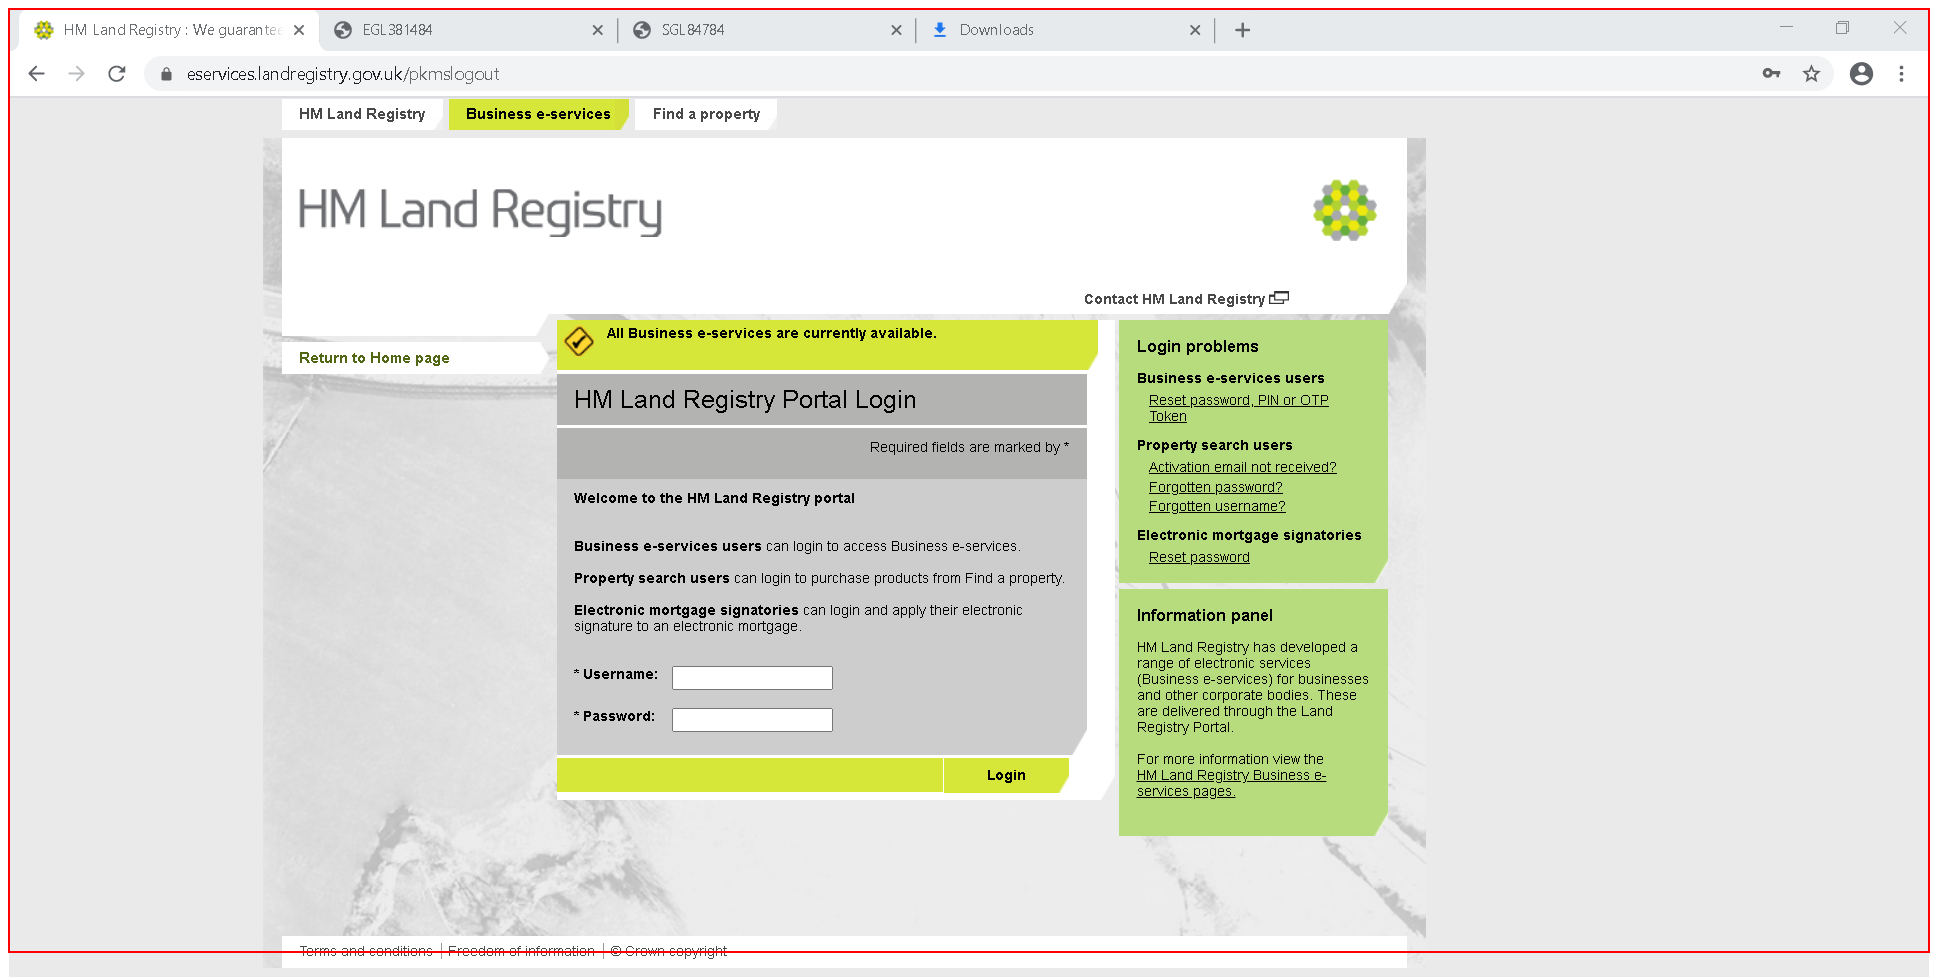 HM Land Registry : We guarantee
EGL381484
SGL84784
Downloads
eservices.landregistry.gov.uk/pkmslogout
HM Land Registry
Business e-services
Find a property
HM Land Registry
Contact HM Land Registry
Return to Home page
All Business e-services are currently available.
HM Land Registry Portal Login
Required fields are marked by *
Welcome to the HM Land Registry portal
Business e-services users can login to access Business e-services.
Property search users can login to purchase products from Find a property.
Electronic mortgage signatories can login and apply their electronic
signature to an electronic mortgage.
* Username:
* Password:
Login
Login problems
Business e-services users
Reset password, PIN or OTP
Token
Property search users
Activation email not received?
Forgotten password?
Forgotten username?
Electronic mortgage signatories
Reset password
Information panel
HM Land Registry has developed a
range of electronic services
(Business e-services) for businesses
and other corporate bodies. These
are delivered through the Land
Registry Portal.
For more information view the
HM Land Registry Business e-
services pages.
Terms and conditions | Freedom of information | © Crown copyright